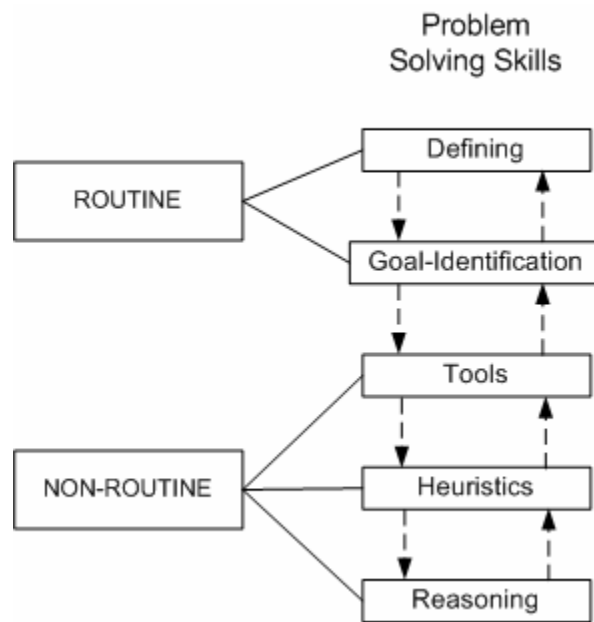 Problem
Solving Skills
Defining
ROUTINE
Goal-Identification
Tools
NON-ROUTINE
Heuristics
Reasoning